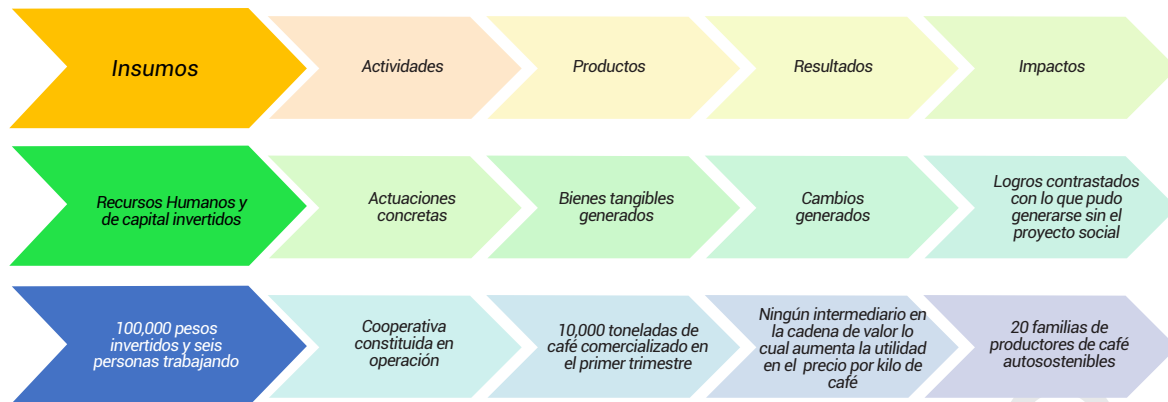 Insumos
Actividades
Productos
Resultados
Impactos
Recursos Humanos y
de capital invertidos
Actuaciones
concretas
Bienes tangibles
generados
Cambios
generados
Logros contrastados
con lo que pudo
generarse sin el
proyecto social
100,000 pesos
invertidos y seis
personas trabajando
Cooperativa
constituida en
operación
10,000 toneladas de
café comercializado en
el primer trimestre
Ningún intermediario en
la cadena de valor lo
cual aumenta la utilidad
en el precio por kilo de
café
20 familias de
productores de café
autosostenibles